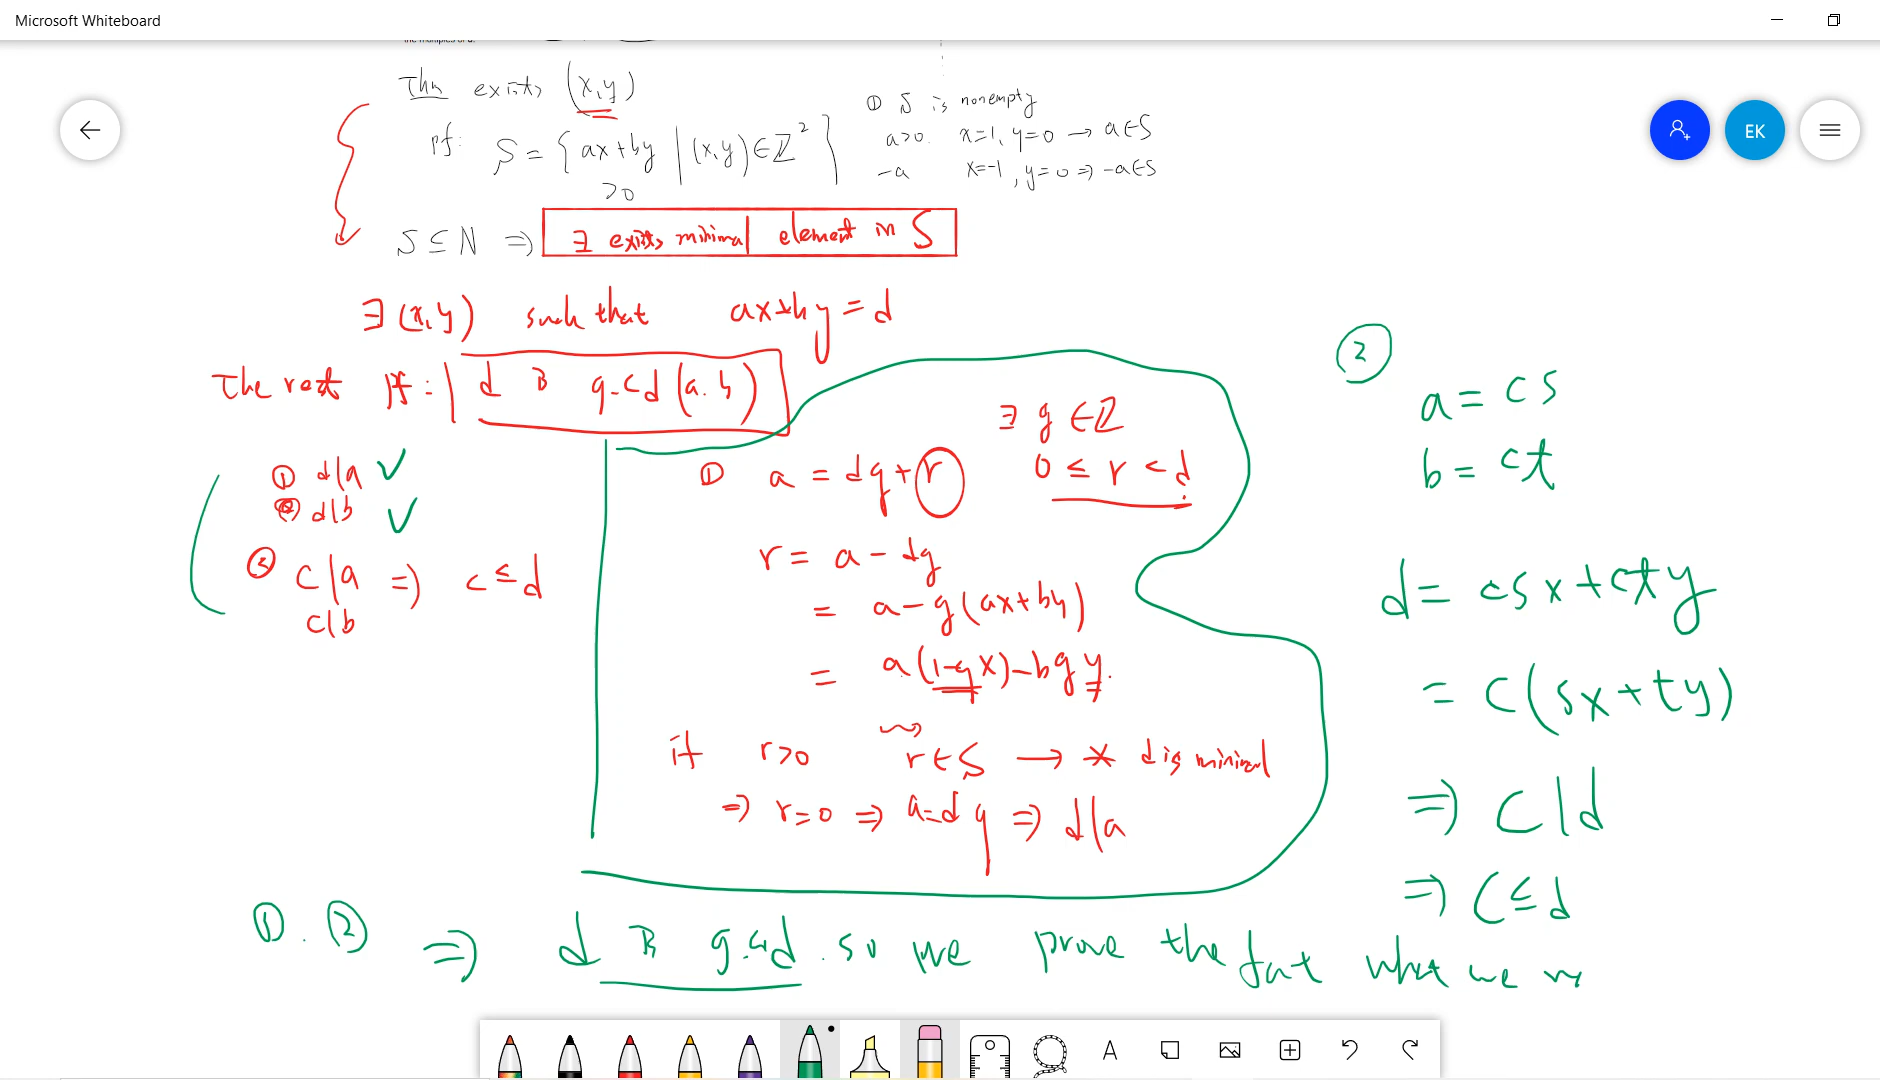 Microsoft Whiteboard
EK
Thm exists (x,y)
pf: S = { ax+by | (x,y)∈ℤ² }
>0
① S is nonempty
a>0. x=1, y=0 → a∈S
-a x=-1, y=0 ⇒ -a∈S
S ⊆ N ⇒ ∃ exists minimal element in S
∃ (x,y) such that ax+by = d
The rest pf: d is g.c.d (a.b)
① d|a ✓
② d|b ✓
③ c|a ⇒ c≤d
c|b
① a = dq+r
∃ q ∈ℤ
0 ≤ r < d
r = a - dq
= a - q(ax+by)
= a(1-qx)-bqy.
if r>0 r∈S → * d is minimal
⇒ r=0 ⇒ a=dq ⇒ d|a
②
a = cs
b = ct
d = csx+cty
= c(sx+ty)
⇒ c|d
⇒ c≤d
①. ② ⇒ d is g.c.d. so we prove the fact what we
A